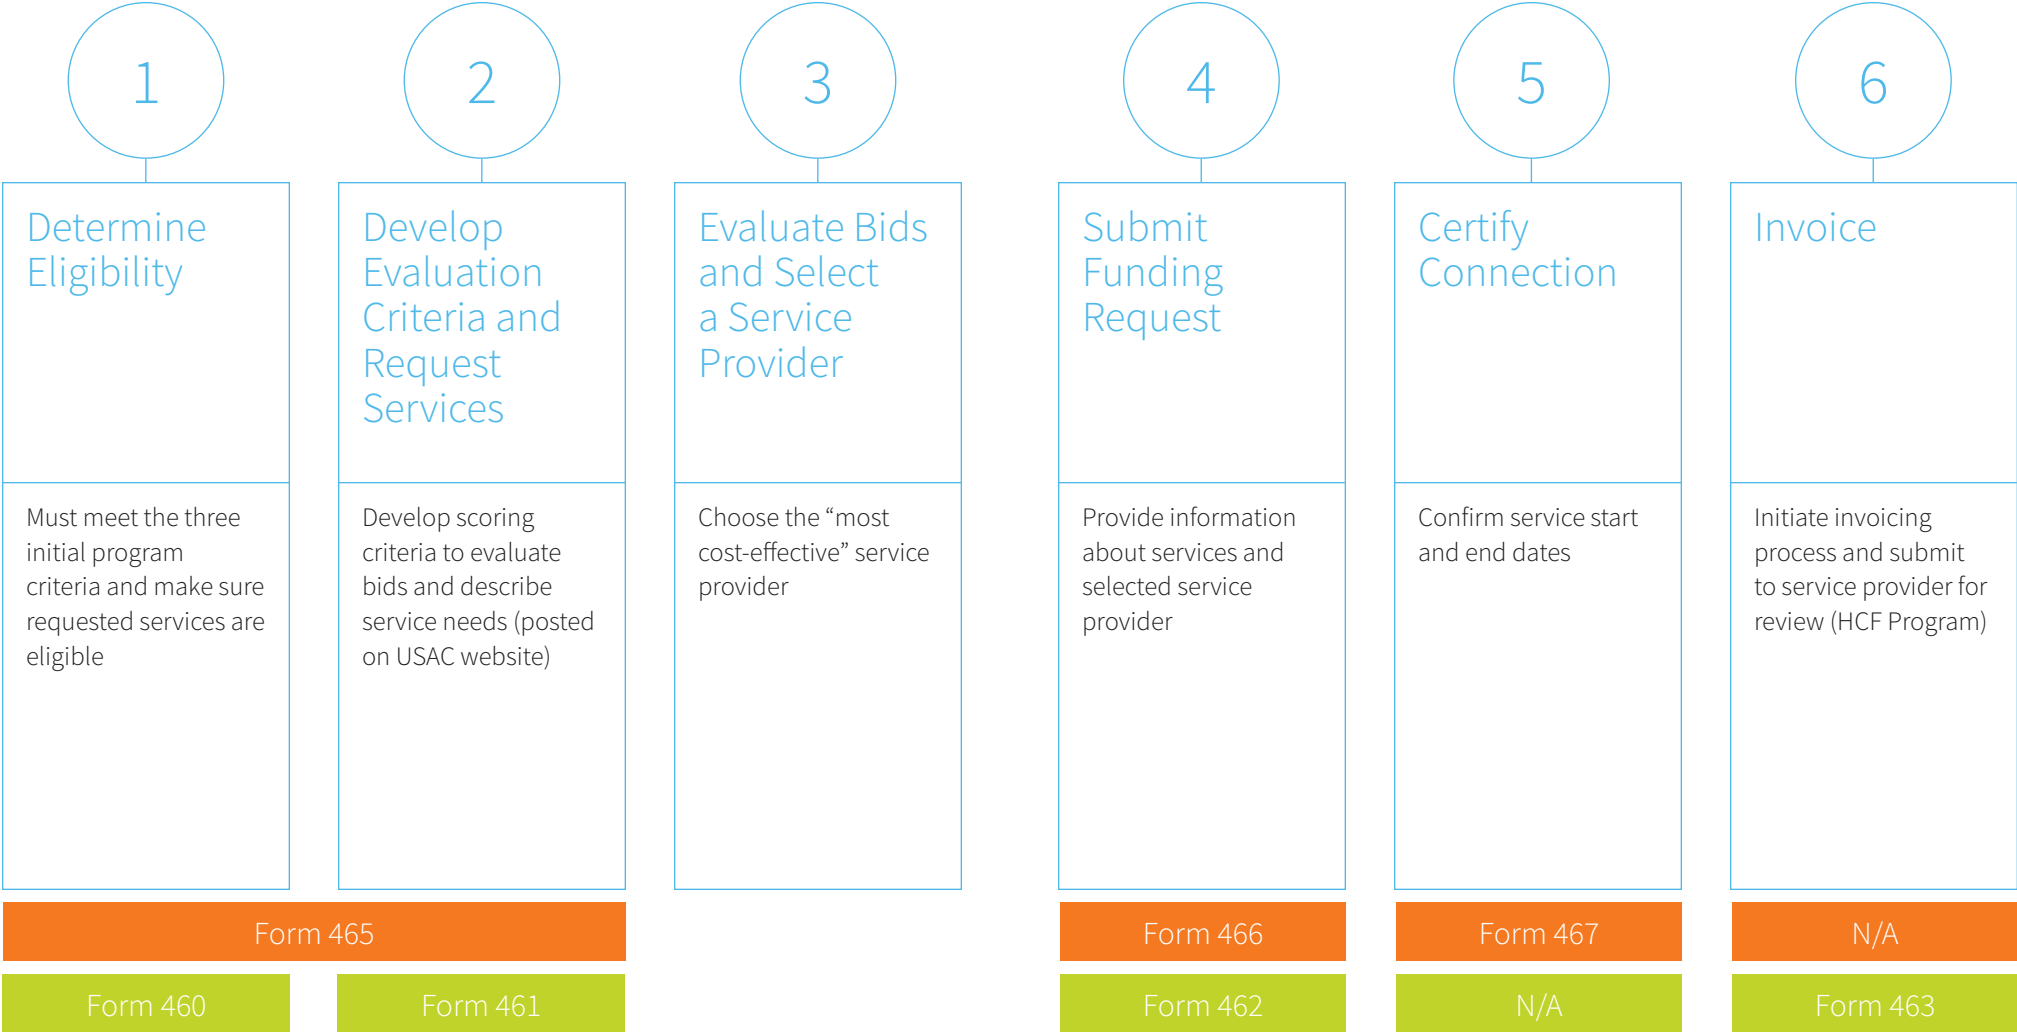 1
Determine
Eligibility
Must meet the three
initial program
criteria and make sure
requested services are
eligible
2
Develop
Evaluation
Criteria and
Request
Services
Develop scoring
criteria to evaluate
bids and describe
service needs (posted
on USAC website)
3
Evaluate Bids
and Select
a Service
Provider
Choose the “most
cost-effective” service
provider
4
Submit
Funding
Request
Provide information
about services and
selected service
provider
5
Certify
Connection
Confirm service start
and end dates
6
Invoice
Initiate invoicing
process and submit
to service provider for
review (HCF Program)
Form 465
Form 466
Form 467
N/A
Form 460
Form 461
Form 462
N/A
Form 463